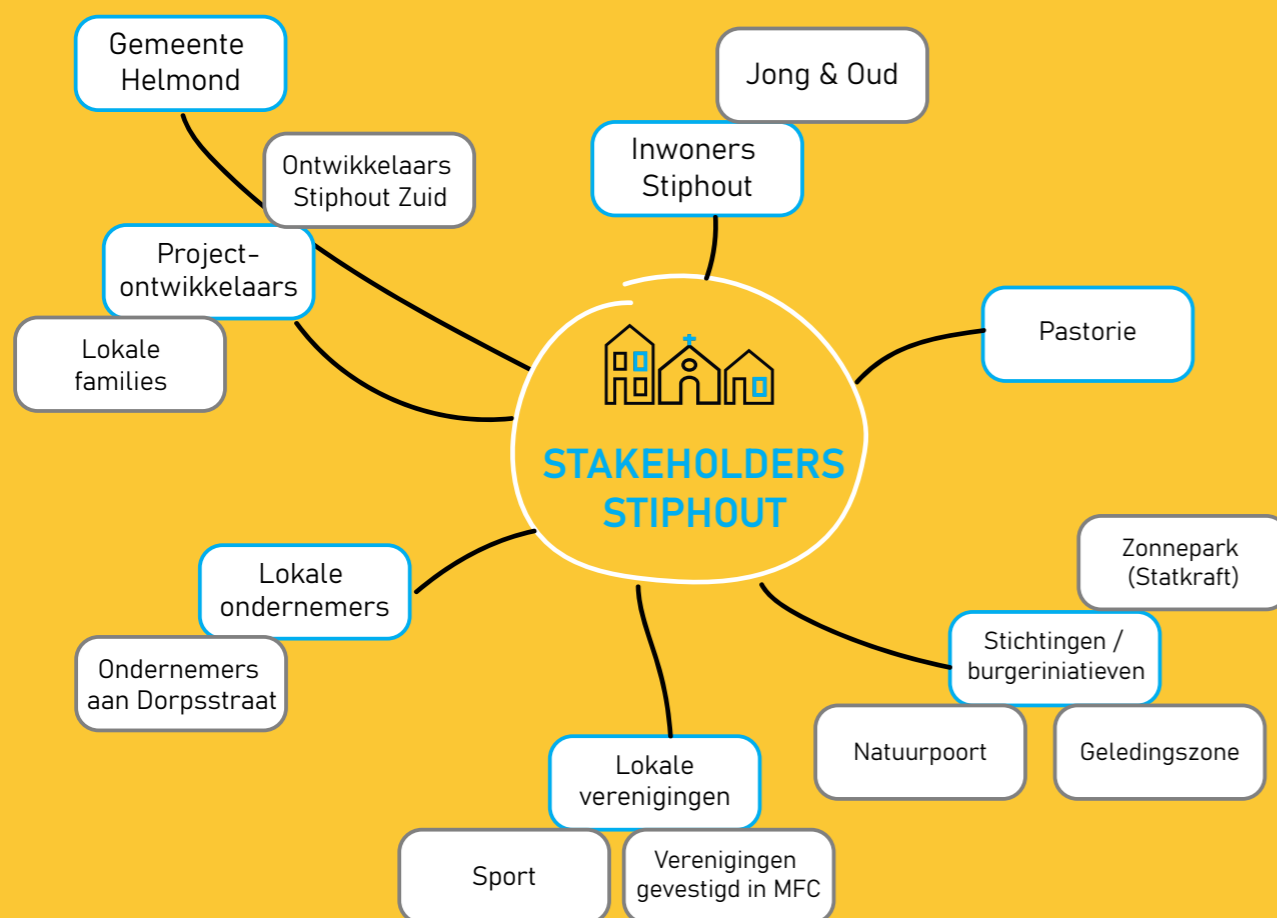 Gemeente
Helmond
Jong & Oud
Ontwikkelaars
Stiphout Zuid
Inwoners
Stiphout
Project-
ontwikkelaars
Lokale
families
Pastorie
STAKEHOLDERS
STIPHOUT
Lokale
ondernemers
Ondernemers
aan Dorpsstraat
Zonnepark
(Statkraft)
Stichtingen /
burgeriniatieven
Natuurpoort
Geledingszone
Lokale
verenigingen
Sport
Verenigingen
gevestigd in MFC